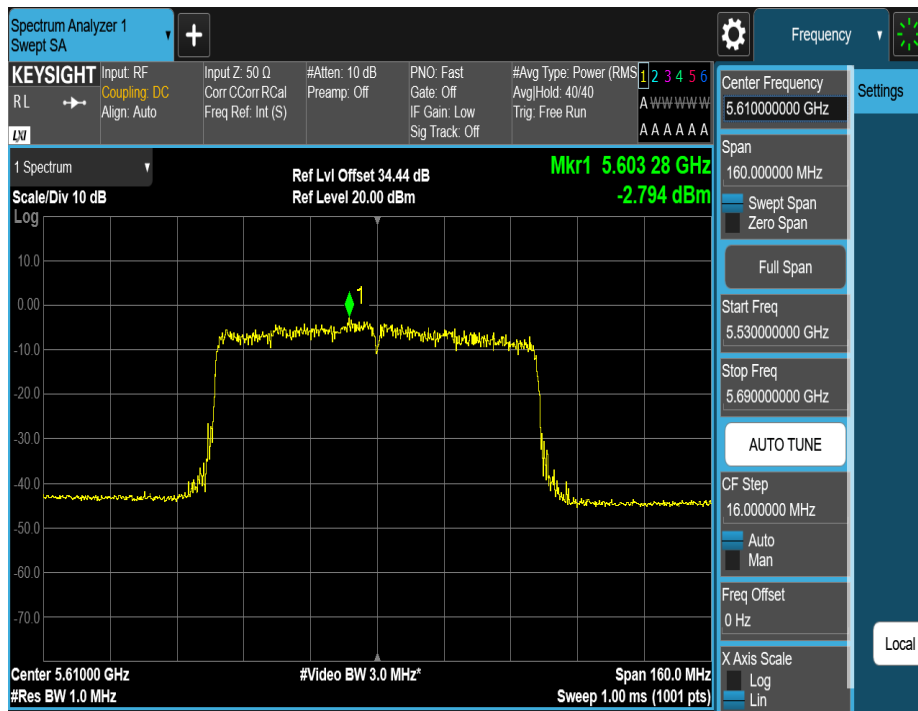 Spectrum Analyzer 1
Swept SA
+
Frequency
KEYSIGHT
RL
LXI
Input: RF
Coupling: DC
Align: Auto
Input Z: 50 Ω
Corr CCorr RCal
Freq Ref: Int (S)
#Atten: 10 dB
Preamp: Off
PNO: Fast
Gate: Off
IF Gain: Low
Sig Track: Off
#Avg Type: Power (RMS
Avg|Hold: 40/40
Trig: Free Run
1 2 3 4 5 6
A W W W W W
A A A A A A
1 Spectrum
Scale/Div 10 dB
Log
Ref Lvl Offset 34.44 dB
Ref Level 20.00 dBm
Mkr1 5.603 28 GHz
-2.794 dBm
10.0
0.00
-10.0
-20.0
-30.0
-40.0
-50.0
-60.0
-70.0
1
Center 5.61000 GHz
#Res BW 1.0 MHz
#Video BW 3.0 MHz*
Span 160.0 MHz
Sweep 1.00 ms (1001 pts)
Center Frequency
5.610000000 GHz
Span
160.000000 MHz
Swept Span
Zero Span
Full Span
Start Freq
5.530000000 GHz
Stop Freq
5.690000000 GHz
AUTO TUNE
CF Step
16.000000 MHz
Auto
Man
Freq Offset
0 Hz
X Axis Scale
Log
Lin
Settings
Local